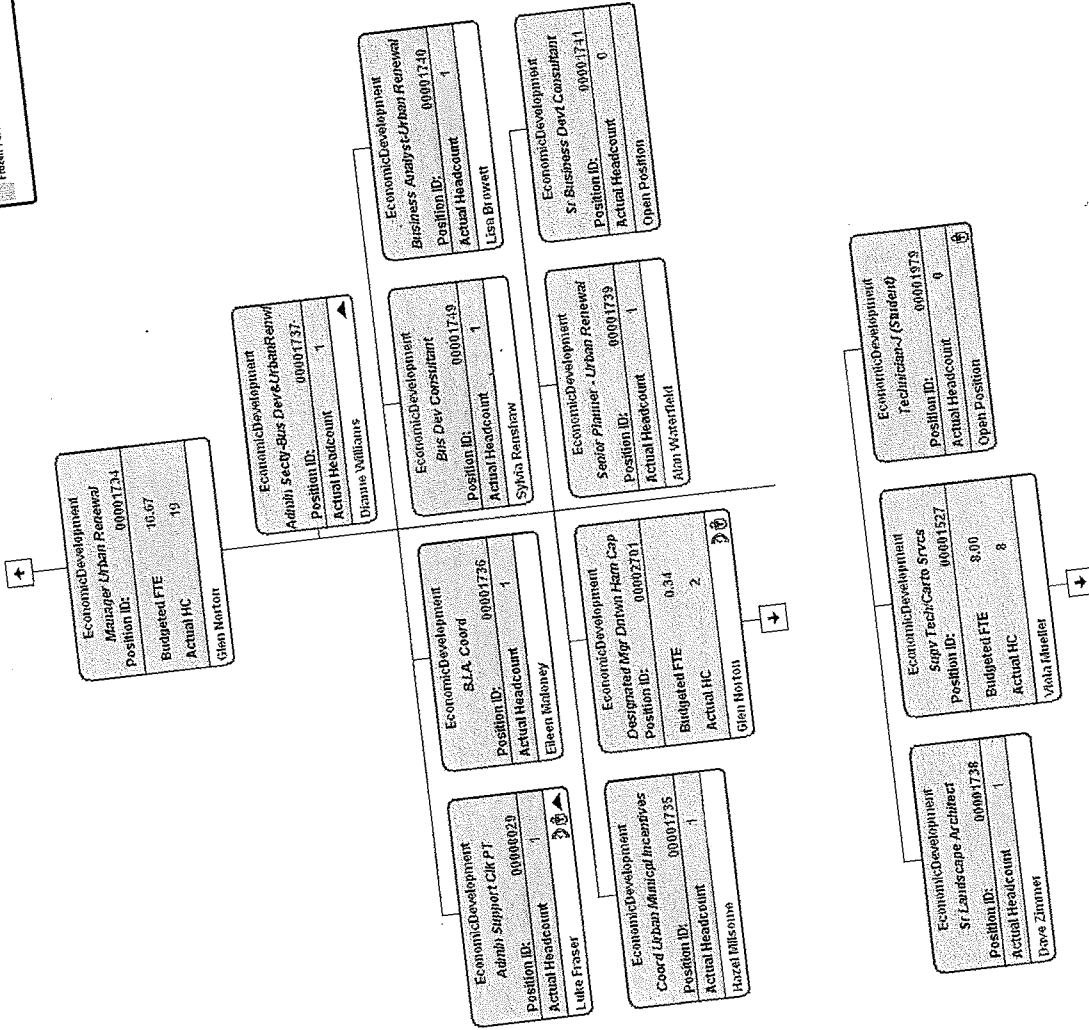 EconomicDevelopment
Manager Urban Renewal
Position ID: 00001734
Budgeted FTE 16.67
Actual HC 19
Glen Norton
EconomicDevelopment
Admin Secty-Bus Dev&UrbanRenwl
Position ID: 00001737
Actual Headcount 1
Dianne Williams
EconomicDevelopment
Admin Support Clk PT
Position ID: 00008029
Actual Headcount 1
Luke Fraser
EconomicDevelopment
B.I.A. Coord
Position ID: 00001736
Actual Headcount 1
Eileen Maloney
EconomicDevelopment
Bus Dev Consultant
Position ID: 00001749
Actual Headcount 1
Sylvia Renshaw
EconomicDevelopment
Business Analyst-Urban Renewal
Position ID: 00001740
Actual Headcount 1
Lisa Browett
EconomicDevelopment
Coord Urban Municpl Incentives
Position ID: 00001735
Actual Headcount 1
Hazel Milsome
EconomicDevelopment
Designated Mgr Dntwn Ham Cap
Position ID: 00002701
Budgeted FTE 0.34
Actual HC 2
Glen Norton
EconomicDevelopment
Senior Planner - Urban Renewal
Position ID: 00001739
Actual Headcount 1
Alan Waterfield
EconomicDevelopment
Sr Business Devt Consultant
Position ID: 00001741
Actual Headcount 0
Open Position
EconomicDevelopment
Sr Landscape Architect
Position ID: 00001738
Actual Headcount 1
Dave Zimmer
EconomicDevelopment
Supv Tech/Carto Srvcs
Position ID: 00001527
Budgeted FTE 8.00
Actual HC 8
Viola Mueller
EconomicDevelopment
Technician-J (Student)
Position ID: 00001979
Actual Headcount 0
Open Position